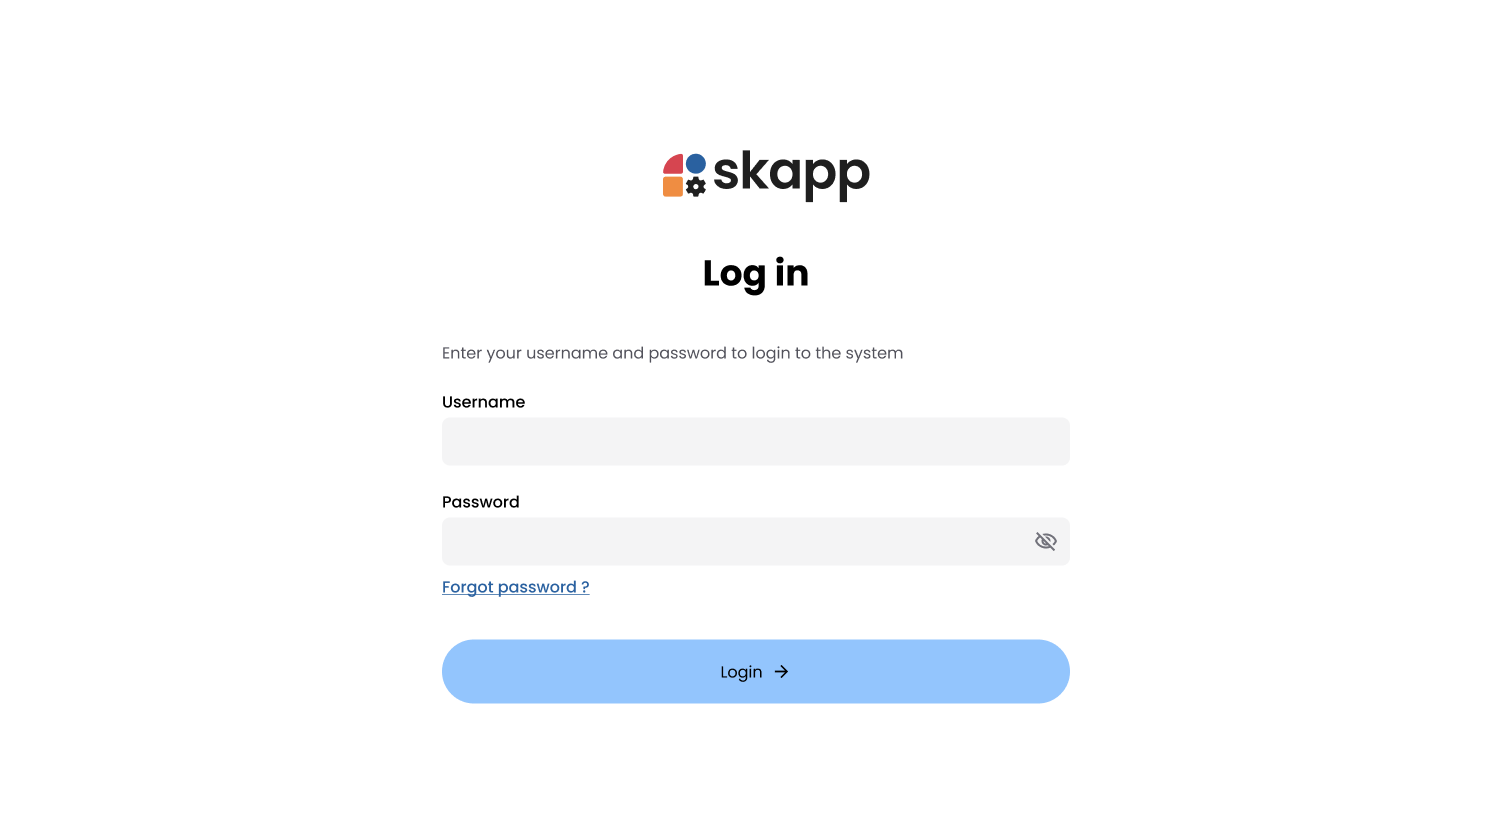 skapp
Log in
Enter your username and password to login to the system
Username
Password
Forgot password ?
Login